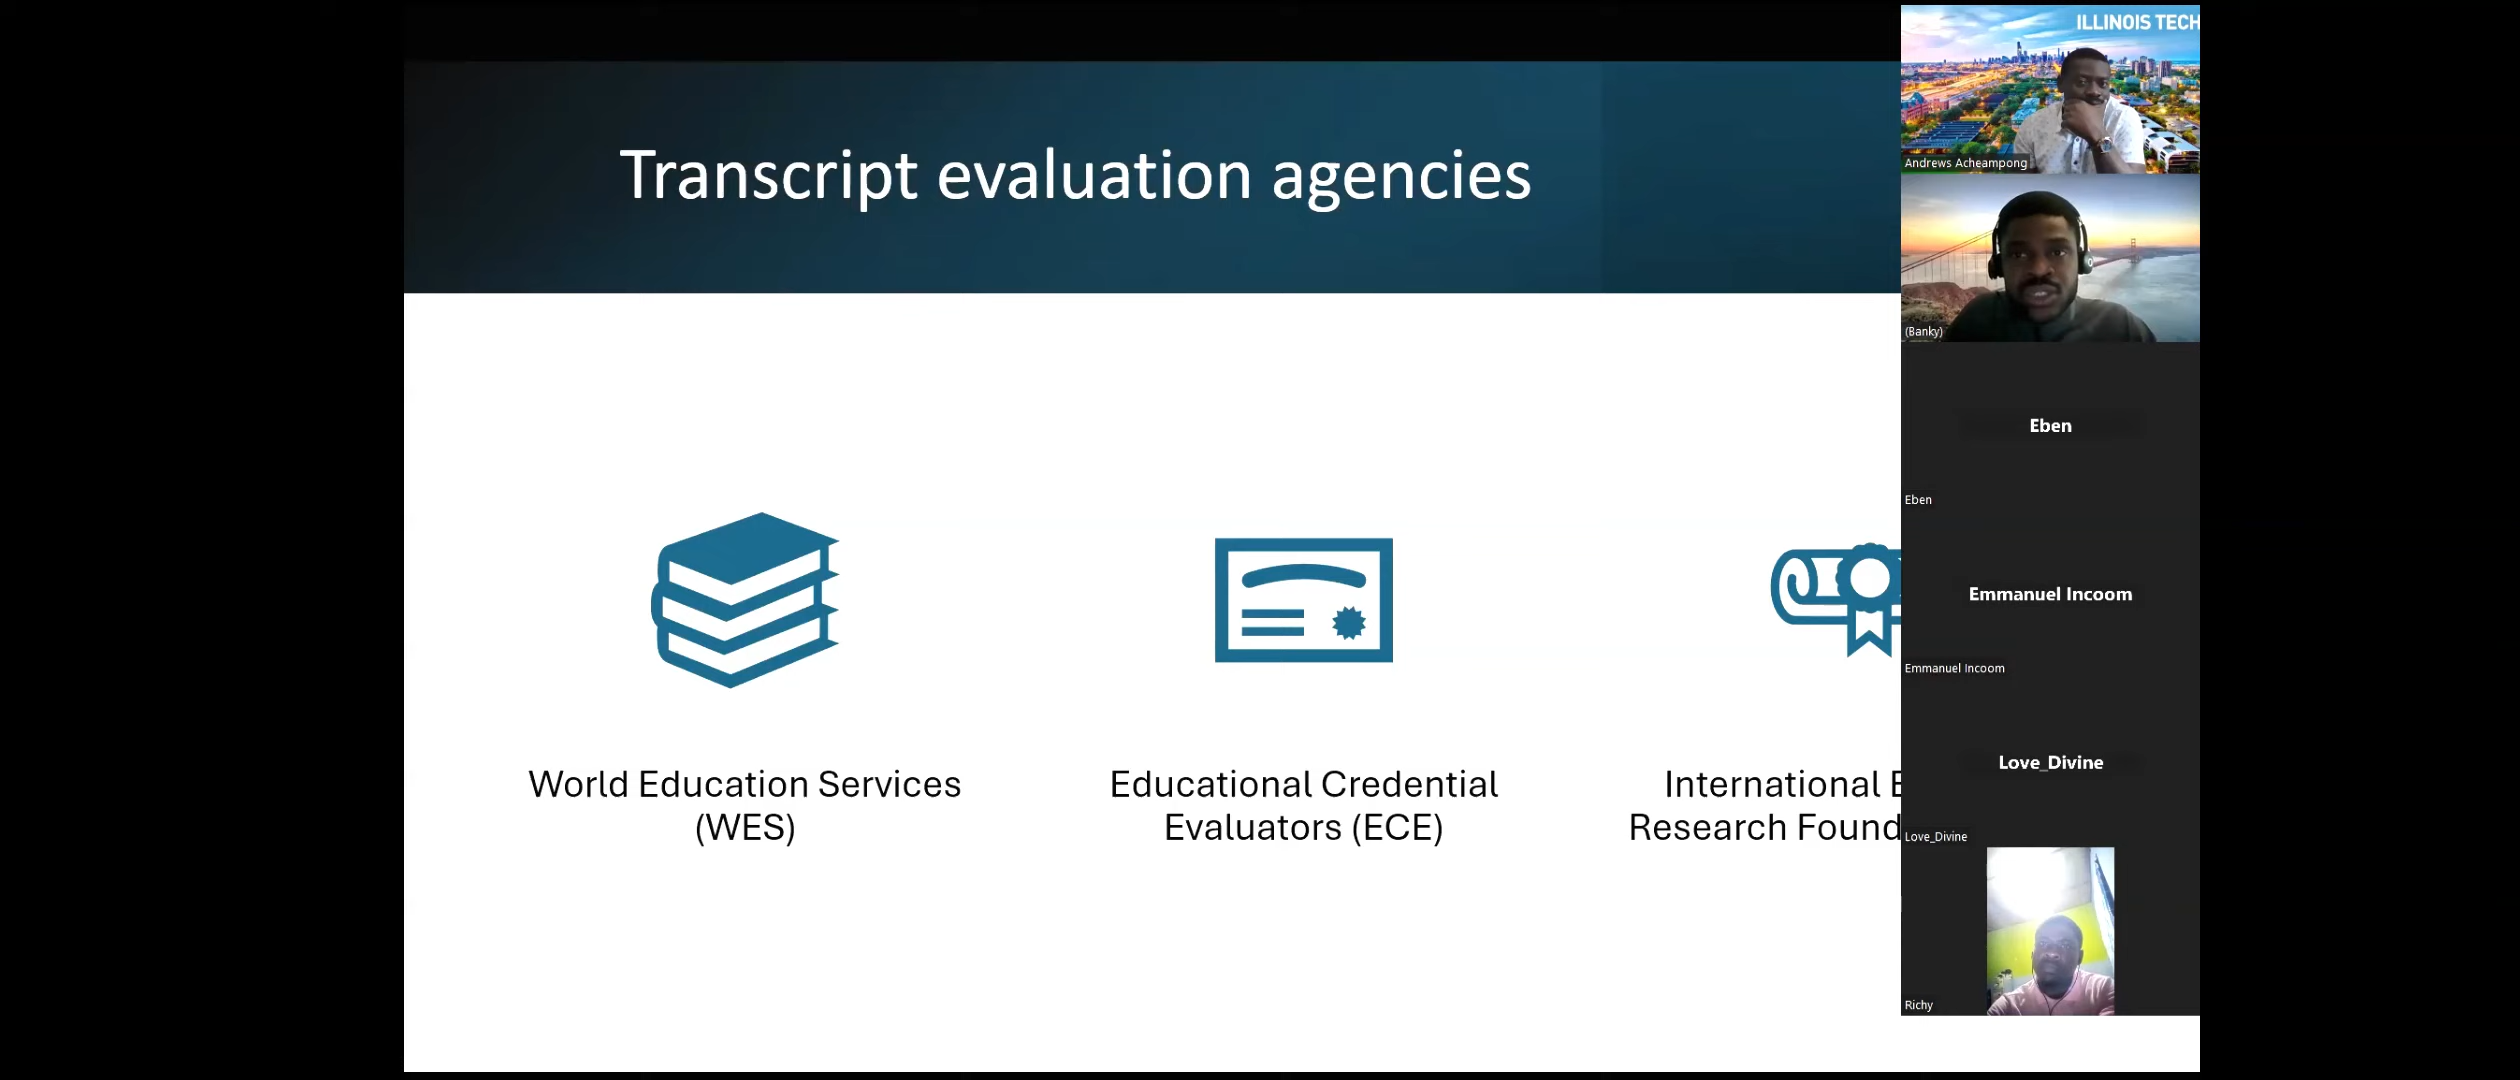 Transcript evaluation agencies
World Education Services
(WES)
Educational Credential
Evaluators (ECE)
International
Research Found
ILLINOIS TECH
Andrews Acheampong
(Banky)
Eben
Eben
Emmanuel Incoom
Emmanuel Incoom
Love_Divine
Love_Divine
Richy